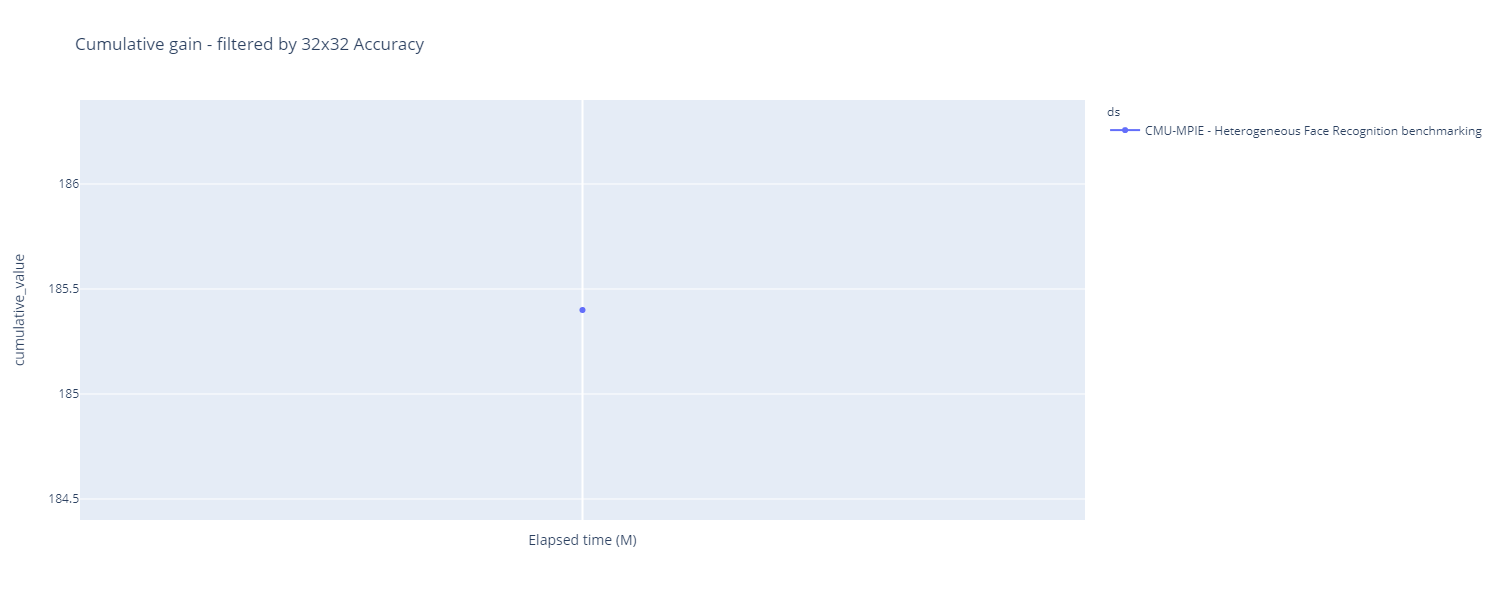 Cumulative gain - filtered by 32x32 Accuracy
ds
CMU-MPIE - Heterogeneous Face Recognition benchmarking
186
185.5
185
184.5
cumulative_value
Elapsed time (M)